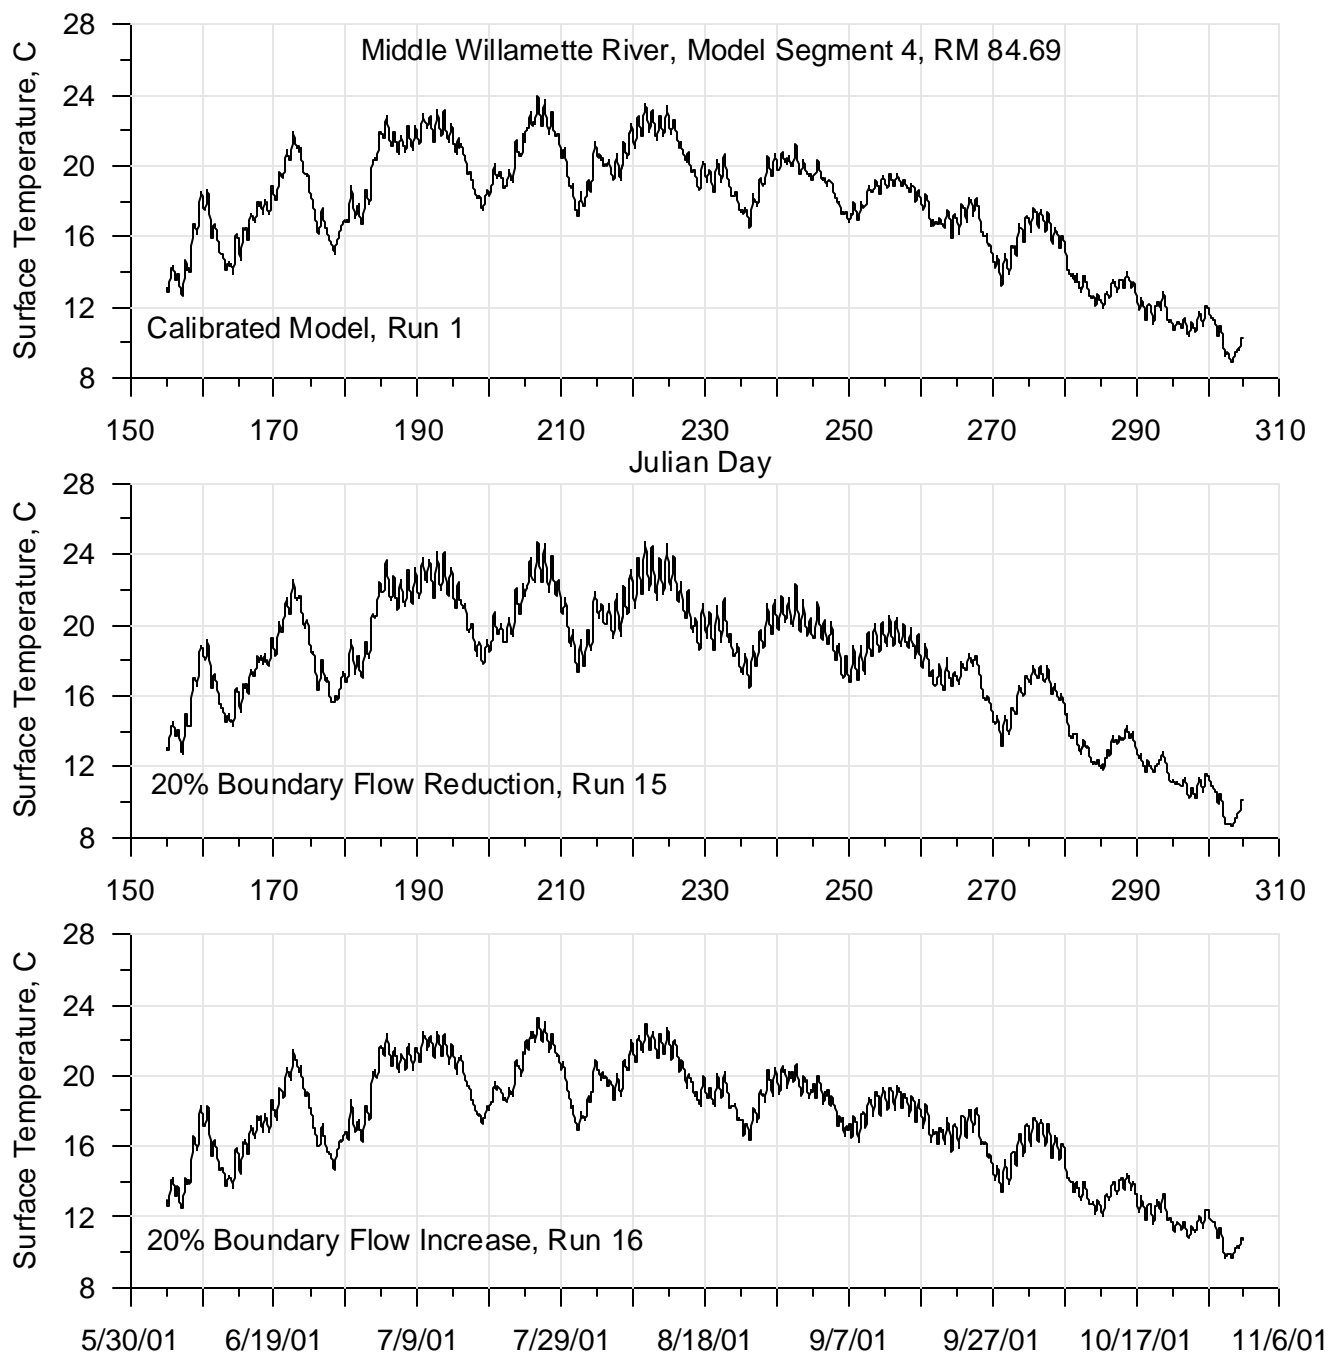 Middle Willamette River, Model Segment 4, RM 84.69
Surface Temperature, C
28
24
20
16
12
8
Calibrated Model, Run 1
150 170 190 210 230 250 270 290 310
Julian Day
Surface Temperature, C
28
24
20
16
12
8
20% Boundary Flow Reduction, Run 15
150 170 190 210 230 250 270 290 310
Surface Temperature, C
28
24
20
16
12
8
20% Boundary Flow Increase, Run 16
5/30/01 6/19/01 7/9/01 7/29/01 8/18/01 9/7/01 9/27/01 10/17/01 11/6/01